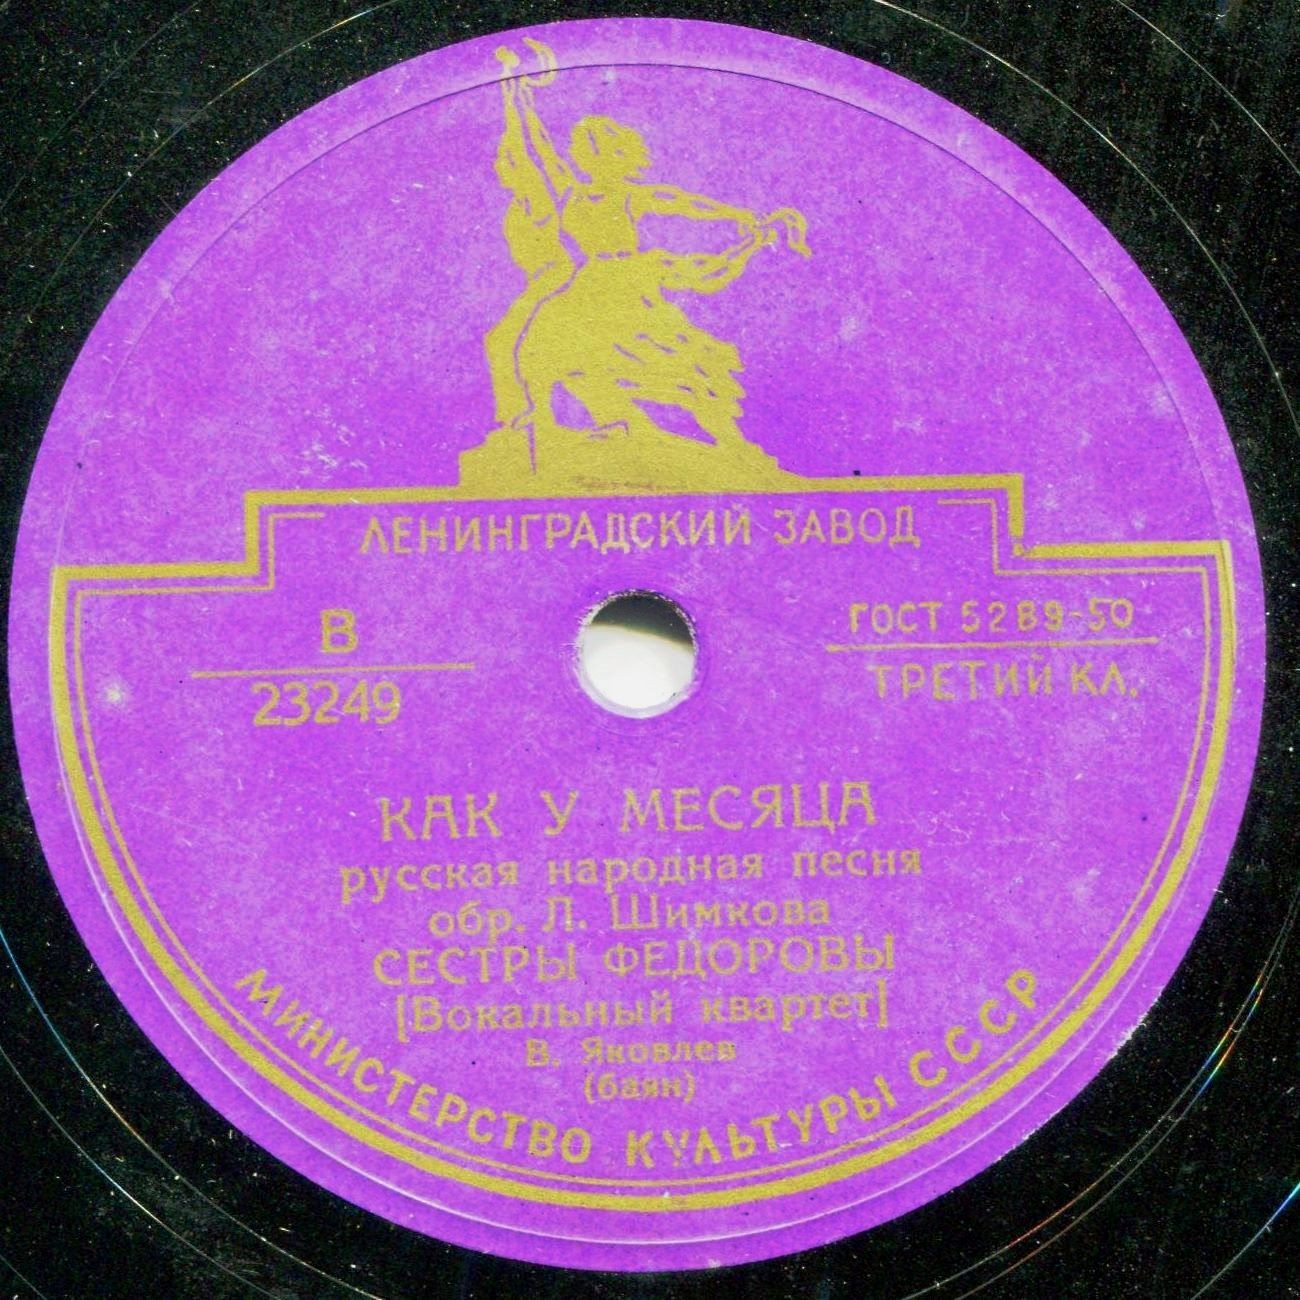 ЛЕНИНГРАДСКИЙ ЗАВОД
В
23249
ГОСТ 5289-50
ТРЕТИЙ КЛ.
КАК У МЕСЯЦА
русская народная песня
обр. Л. Шимкова
СЕСТРЫ ФЕДОРОВЫ
[Вокальный квартет]
В. Яковлев
(баян)
МИНИСТЕРСТВО КУЛЬТУРЫ СССР